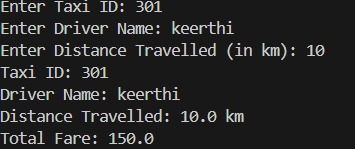 Enter Taxi ID: 301
Enter Driver Name: keerthi
Enter Distance Travelled (in km): 10
Taxi ID: 301
Driver Name: keerthi
Distance Travelled: 10.0 km
Total Fare: 150.0